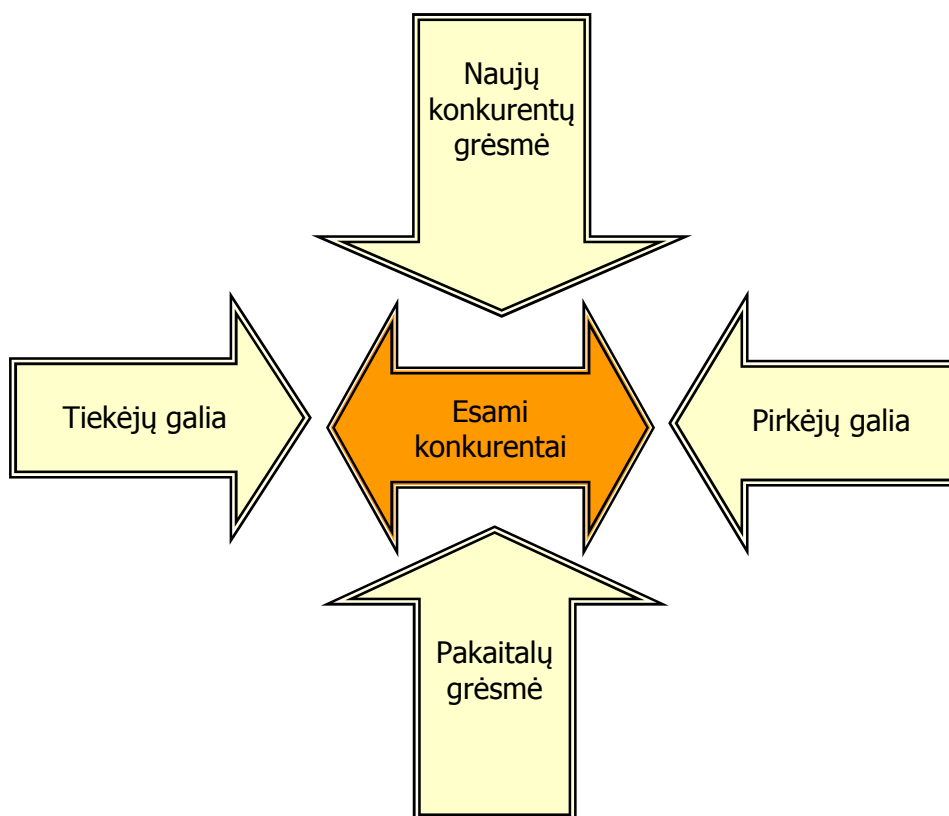 Naujų
konkurentų
grėsmė
Tiekėjų galia
Esami
konkurentai
Pirkėjų galia
Pakaitalų
grėsmė